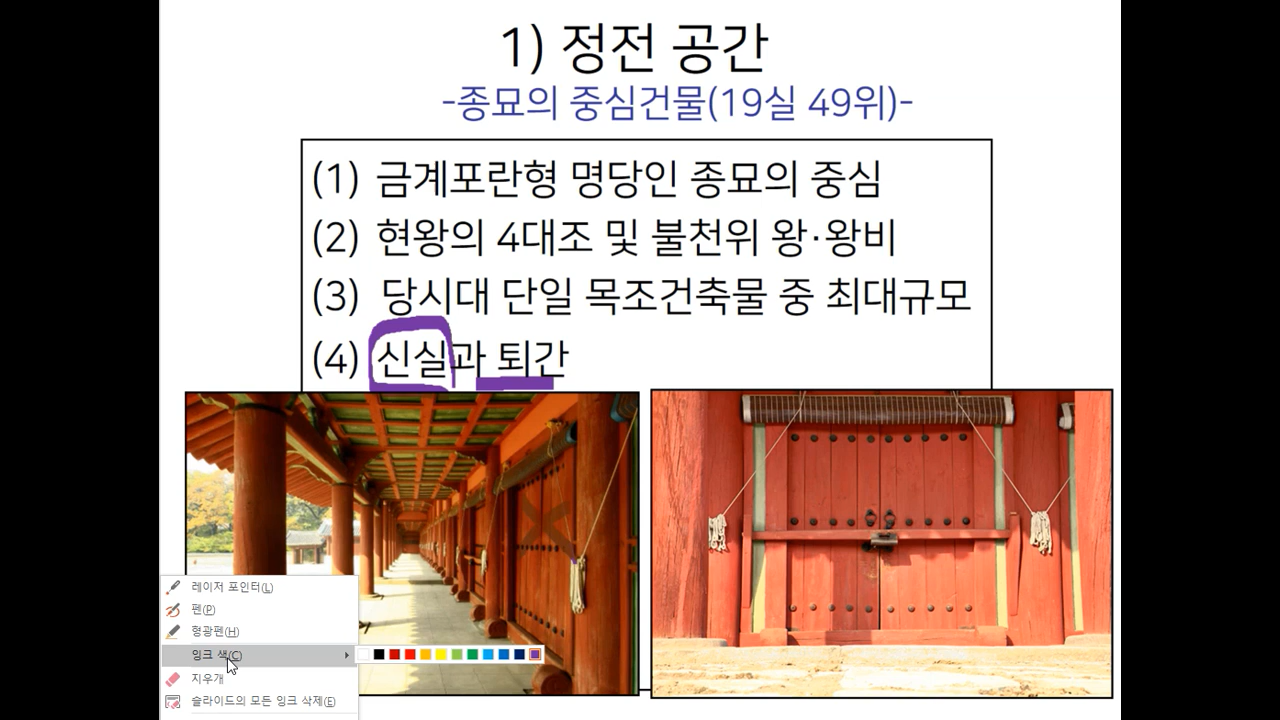 1) 정전 공간
-종묘의 중심건물(19실 49위)-
(1) 금계포란형 명당인 종묘의 중심
(2) 현왕의 4대조 및 불천위 왕·왕비
(3) 당시대 단일 목조건축물 중 최대규모
(4) 신실과 퇴간
레이저 포인터(L)
펜(P)
형광펜(H)
잉크 색(C)
지우개
슬라이드의 모든 잉크 삭제(E)